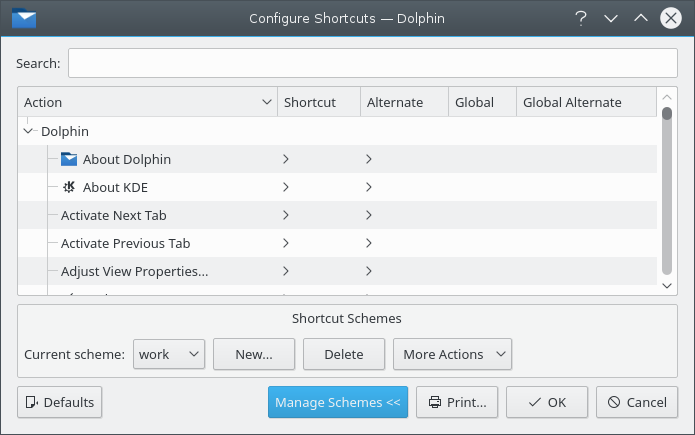 Configure Shortcuts — Dolphin
Search:
Action Shortcut Alternate Global Global Alternate
Dolphin
About Dolphin
About KDE
Activate Next Tab
Activate Previous Tab
Adjust View Properties...
Shortcut Schemes
Current scheme: work New... Delete More Actions
Defaults Manage Schemes << Print... OK Cancel